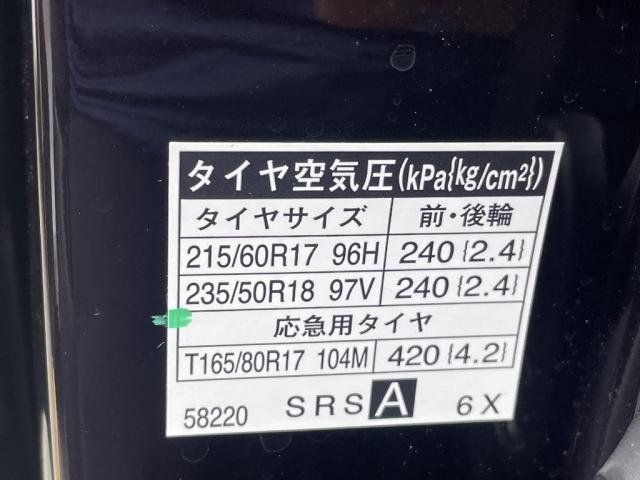 タイヤ空気圧(kPa{kg/cm²})
タイヤサイズ 前・後輪
215/60R17 96H 240{2.4}
235/50R18 97V 240{2.4}
応急用タイヤ
T165/80R17 104M 420{4.2}
58220 SRS A 6X